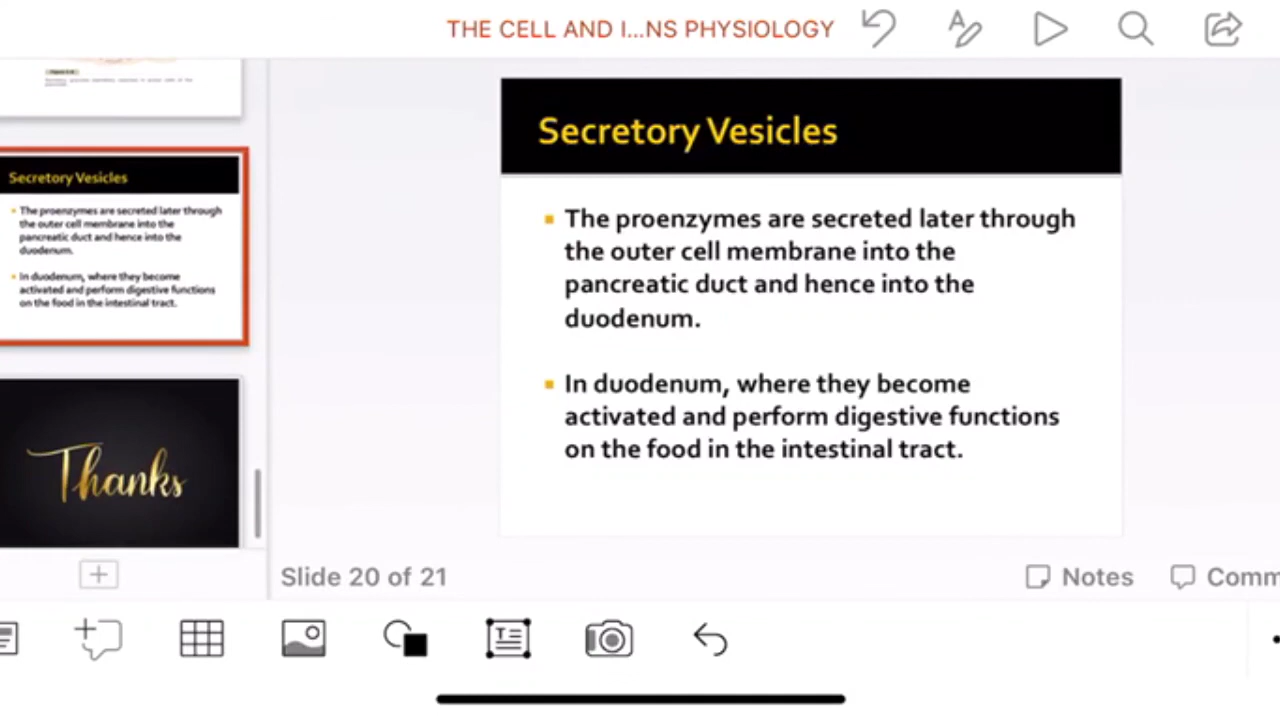 THE CELL AND I...NS PHYSIOLOGY
Secretory Vesicles
The proenzymes are secreted later through
the outer cell membrane into the
pancreatic duct and hence into the
duodenum.
In duodenum, where they become
activated and perform digestive functions
on the food in the intestinal tract.
Thanks
Secretory Vesicles
The proenzymes are secreted later through
the outer cell membrane into the
pancreatic duct and hence into the
duodenum.
In duodenum, where they become
activated and perform digestive functions
on the food in the intestinal tract.
Slide 20 of 21
Notes
Comm